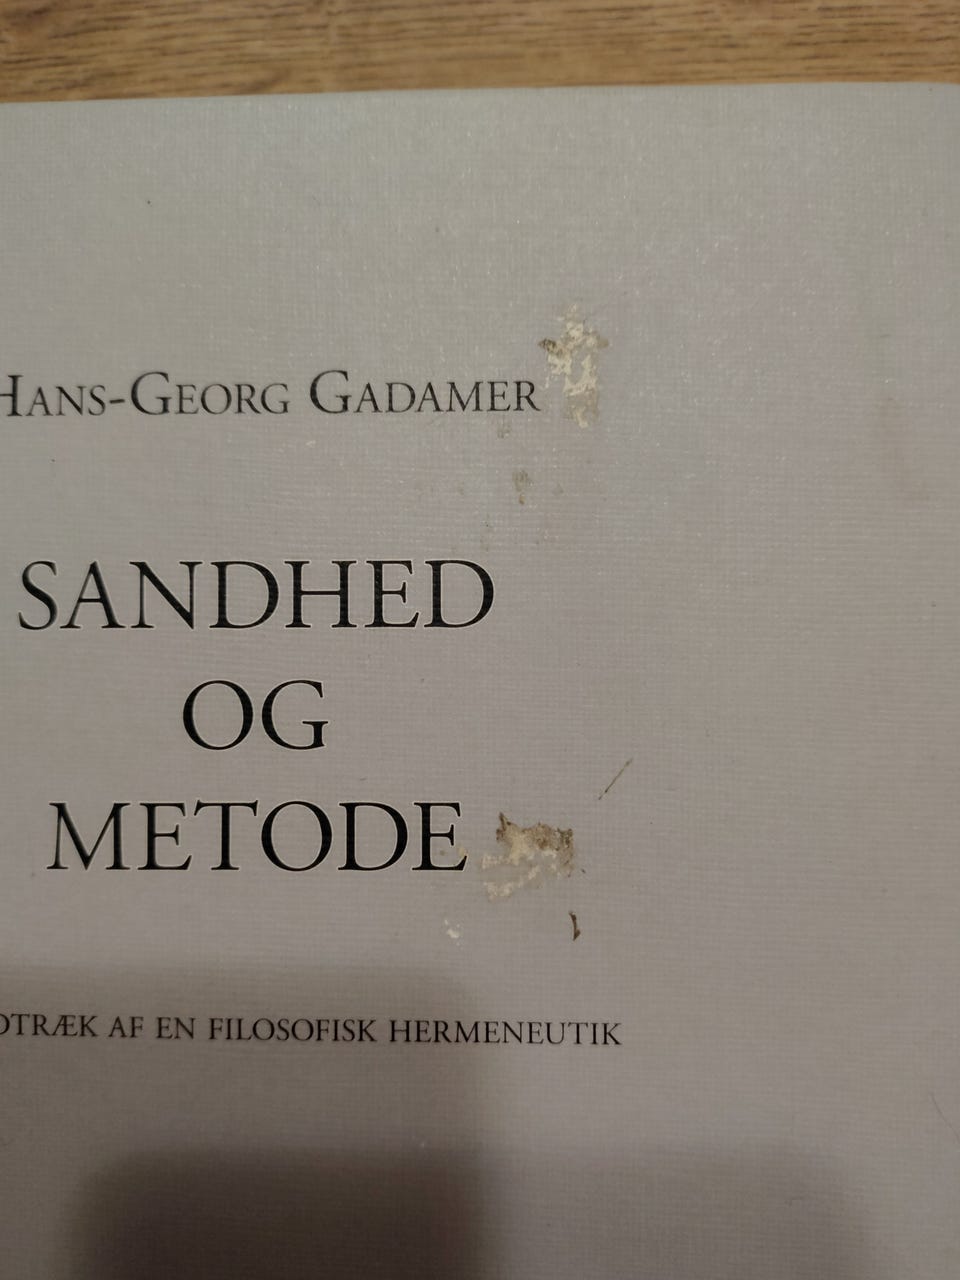 HANS-GEORG GADAMER
SANDHED
OG
METODE
AF EN FILOSOFISK HERMENEUTIK